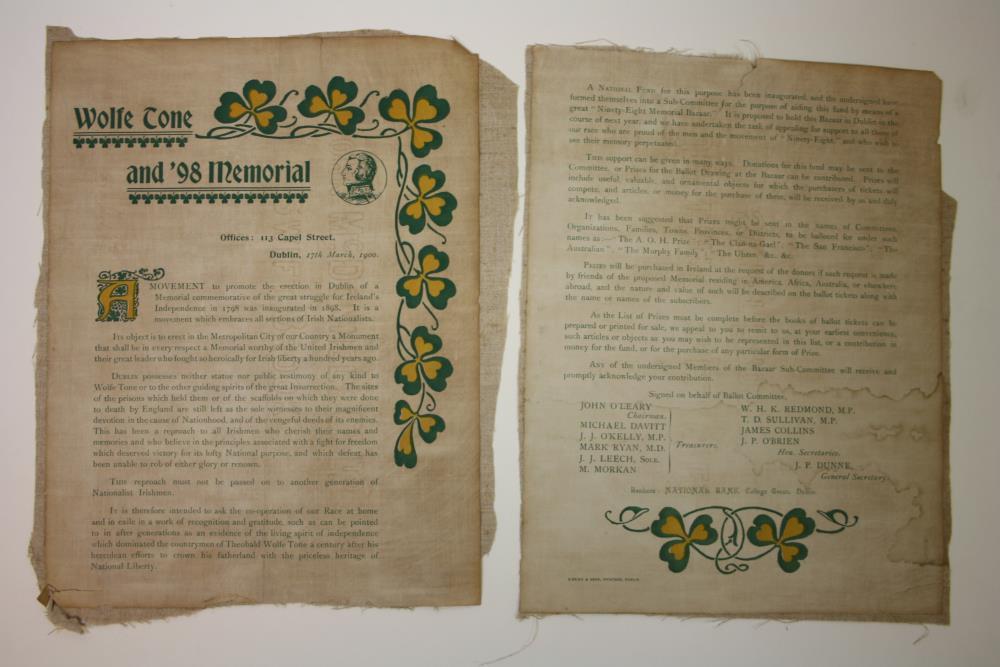 Wolfe Tone
and '98 Memorial
Offices: 113 Capel Street.
Dublin, 17th March, 1900.
A MOVEMENT to promote the erection in Dublin of a
Memorial commemorative of the great struggle for Ireland's
Independence in 1798 was inaugurated in 1898. It is a
movement which embraces all sections of Irish Nationalists.
Its object is to erect in the Metropolitan City of our Country a Monument
that shall be in every respect a Memorial worthy of the United Irishmen and
their great leader who fought so heroically for Irish liberty a hundred years ago.
Dublin possesses neither statue nor public testimony of any kind to
Wolfe Tone or to the other guiding spirits of the great Insurrection. The sites
of the prisons which held them or of the scaffolds on which they were done
to death by England are still left as the sole witnesses to their magnificent
devotion in the cause of Nationhood, and of the vengeful deeds of its enemies.
This has been a reproach to all Irishmen who cherish their names and
memories and who believe in the principles associated with a fight for freedom
which deserved victory for its lofty National purpose, and which defeat has
been unable to rob of either glory or renown.
This reproach must not be passed on to another generation of
Nationalist Irishmen.
It is therefore intended to ask the co-operation of our Race at home
and in exile in a work of recognition and gratitude, such as can be pointed
to in after generations as an evidence of the living spirit of independence
which dominated the countrymen of Theobald Wolfe Tone a century after his
herculean efforts to crown his fatherland with the priceless heritage of
National Liberty.
A National Fund for this purpose has been inaugurated, and the undersigned have
formed themselves into a Sub-Committee for the purpose of aiding this fund by means of a
great "Ninety-Eight Memorial Bazaar." It is proposed to hold this Bazaar in Dublin in the
course of next year, and we have undertaken the task of appealing for support to all those of
our race who are proud of the men and the movement of "Ninety-Eight," and who wish to
see their memory perpetuated.
This support can be given in many ways. Donations for this fund may be sent to the
Committee, or Prizes for the Ballot Drawing at the Bazaar can be contributed. Prizes will
include useful, valuable, and ornamental objects for which the purchasers of tickets will
compete, and articles, or money for the purchase of them, will be received by us and duly
acknowledged.
It has been suggested that Prizes might be sent in the names of Committees,
Organizations, Families, Towns, Provinces, or Districts, to be balloted for under such
names as:—"The A. O. H. Prize"; "The Clan-na-Gael"; "The San Francisco"; "The
Australian"; "The Murphy Family"; "The Ulster," &c. &c.
Prizes will be purchased in Ireland at the request of the donors if such request is made
by friends of the proposed Memorial residing in America, Africa, Australia, or elsewhere
abroad, and the nature and value of such will be described on the ballot tickets along with
the name or names of the subscribers.
As the List of Prizes must be complete before the books of ballot tickets can be
prepared or printed for sale, we appeal to you to remit to us, at your earliest convenience,
such articles or objects as you may wish to be represented in this list, or a contribution in
money for the fund, or for the purchase of any particular form of Prize.
Any of the undersigned Members of the Bazaar Sub-Committee will receive and
promptly acknowledge your contribution.
Signed on behalf of Ballot Committee,
JOHN O'LEARY
Chairman.
MICHAEL DAVITT
J. J. O'KELLY, M.P.
MARK RYAN, M.D.
J. J. LEECH, Solr.
M. MORKAN
Treasurers.
W. H. K. REDMOND, M.P.
T. D. SULLIVAN, M.P.
JAMES COLLINS
J. P. O'BRIEN
Hon. Secretaries.
J. P. DUNNE,
General Secretary.
Bankers: NATIONAL BANK, College Green, Dublin.